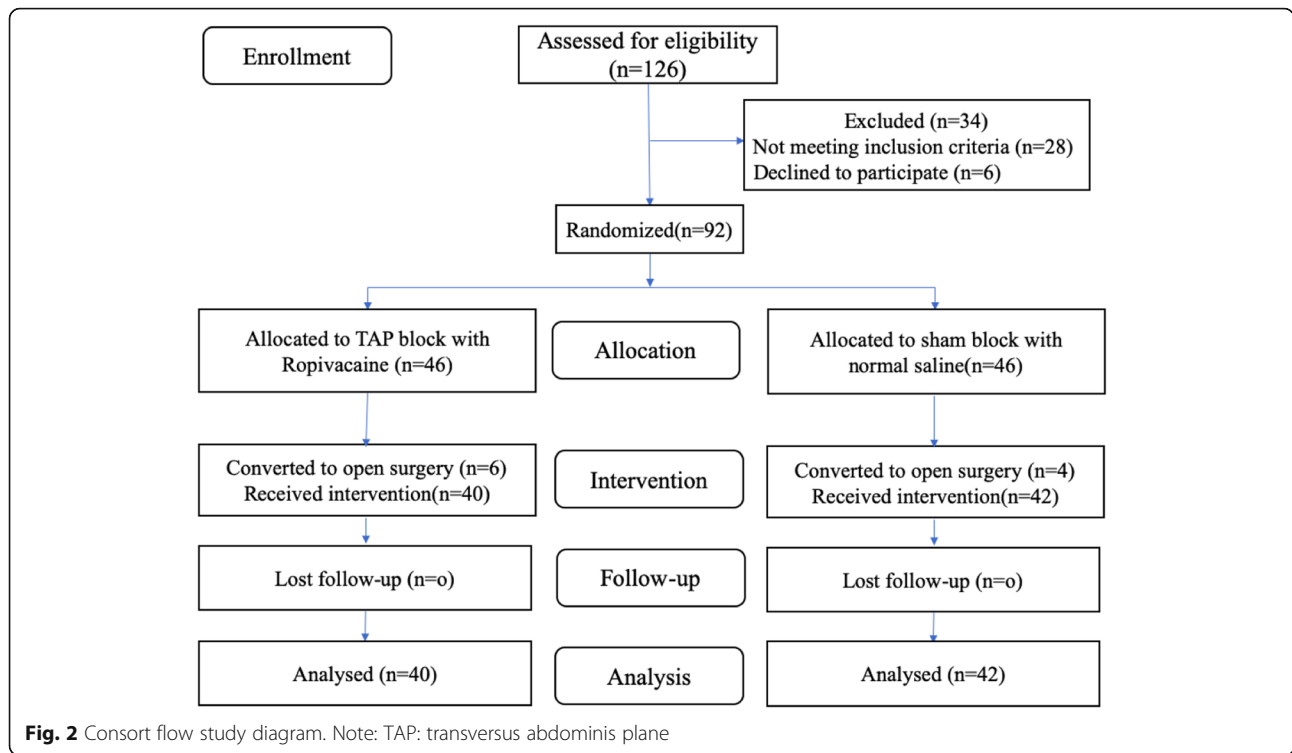 Enrollment
Assessed for eligibility
(n=126)
Excluded (n=34)
Not meeting inclusion criteria (n=28)
Declined to participate (n=6)
Randomized(n=92)
Allocated to TAP block with
Ropivacaine (n=46)
Allocation
Allocated to sham block with
normal saline(n=46)
Converted to open surgery (n=6)
Received intervention(n=40)
Intervention
Converted to open surgery (n=4)
Received intervention(n=42)
Lost follow-up (n=o)
Follow-up
Lost follow-up (n=o)
Analysed (n=40)
Analysis
Analysed (n=42)
Fig. 2 Consort flow study diagram. Note: TAP: transversus abdominis plane